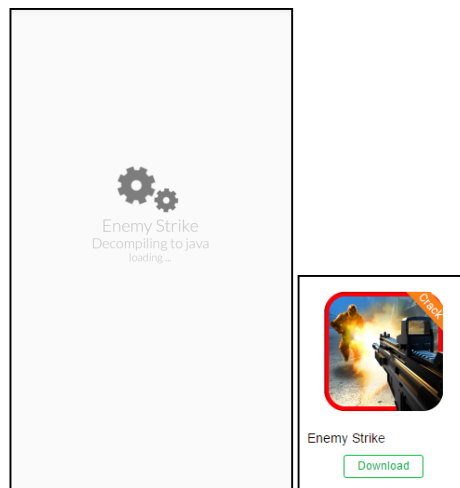 Enemy Strike
Decompiling to java
loading ...
Crack
Enemy Strike
Download